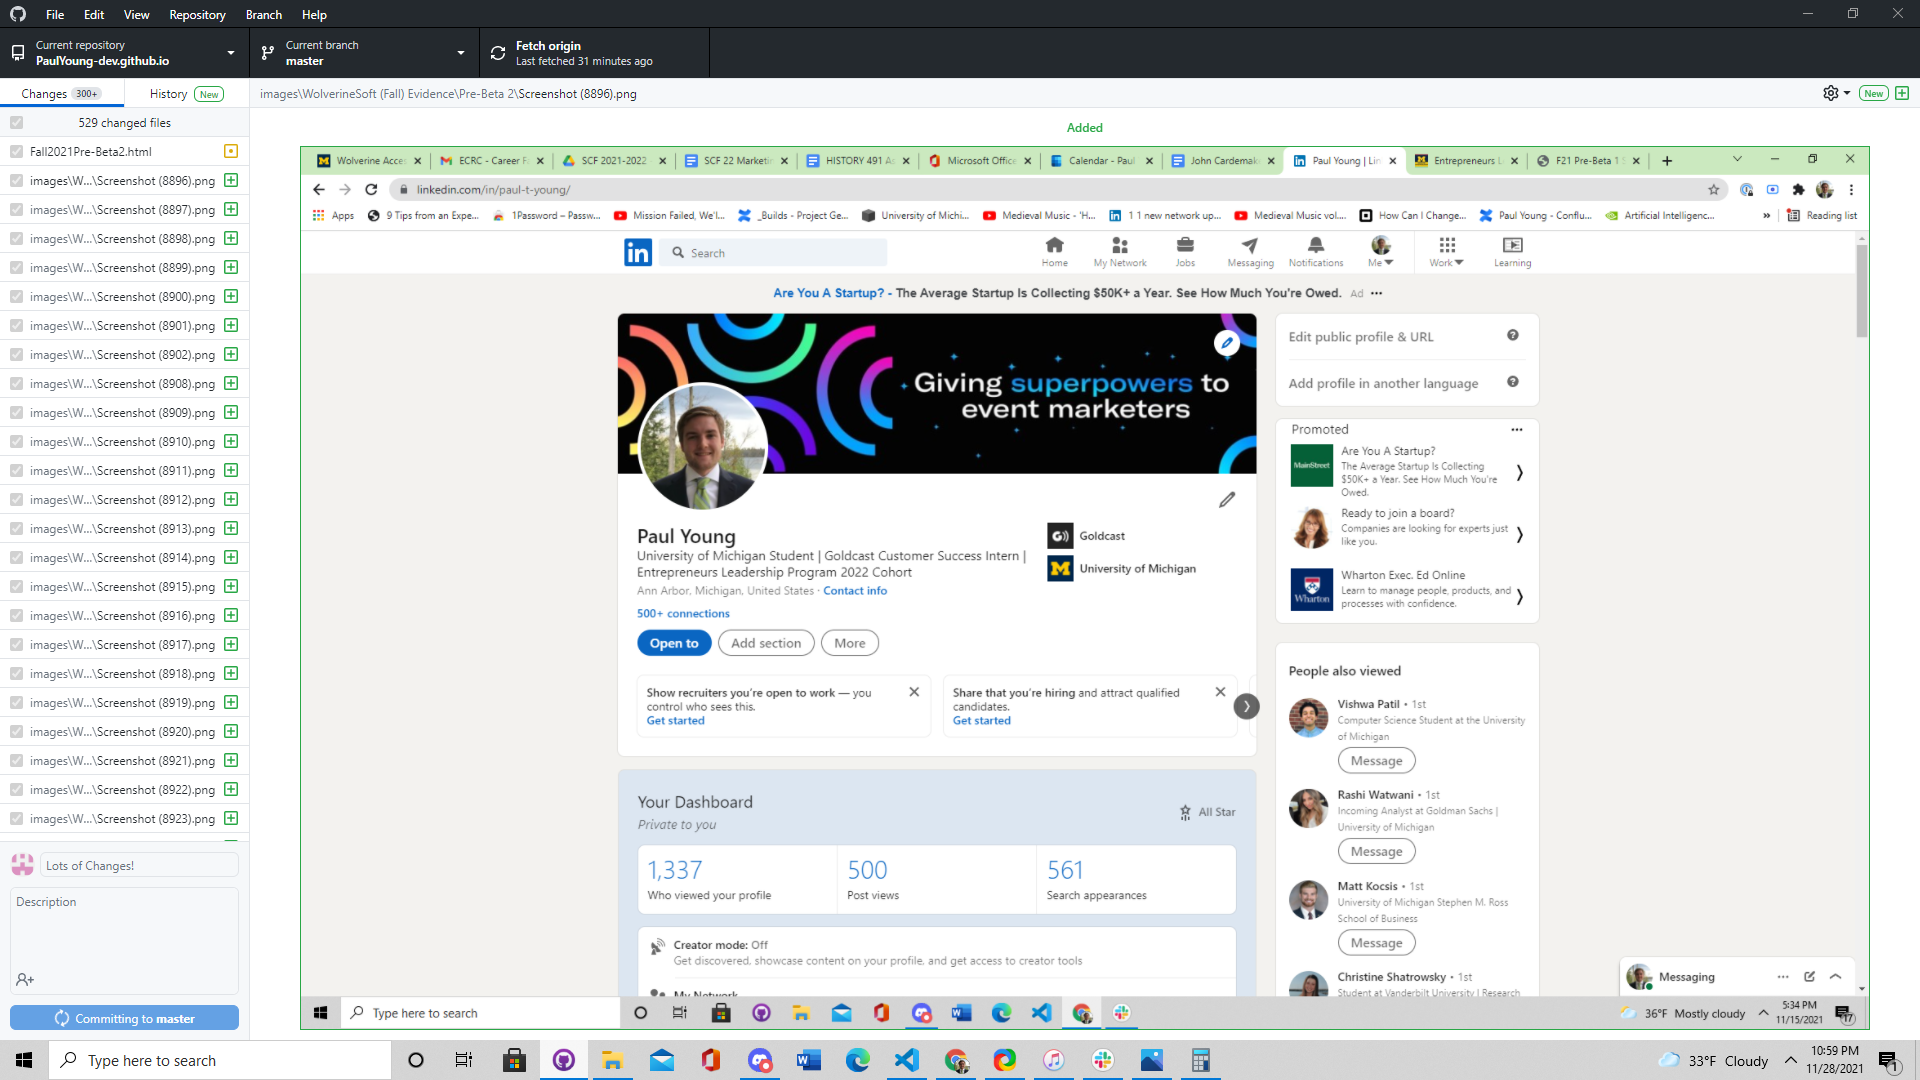 File Edit View Repository Branch Help
Current repository
PaulYoung-dev.github.io
Current branch
master
Fetch origin
Last fetched 31 minutes ago
Changes 300+
History New
images\WolverineSoft (Fall) Evidence\Pre-Beta 2\Screenshot (8896).png
New
529 changed files
Fall2021Pre-Beta2.html
images\W...\Screenshot (8896).png
images\W...\Screenshot (8897).png
images\W...\Screenshot (8898).png
images\W...\Screenshot (8899).png
images\W...\Screenshot (8900).png
images\W...\Screenshot (8901).png
images\W...\Screenshot (8902).png
images\W...\Screenshot (8908).png
images\W...\Screenshot (8909).png
images\W...\Screenshot (8910).png
images\W...\Screenshot (8911).png
images\W...\Screenshot (8912).png
images\W...\Screenshot (8913).png
images\W...\Screenshot (8914).png
images\W...\Screenshot (8915).png
images\W...\Screenshot (8916).png
images\W...\Screenshot (8917).png
images\W...\Screenshot (8918).png
images\W...\Screenshot (8919).png
images\W...\Screenshot (8920).png
images\W...\Screenshot (8921).png
images\W...\Screenshot (8922).png
images\W...\Screenshot (8923).png
Lots of Changes!
Description
Committing to master
Added
Wolverine Acce ECRC - Career F SCF 2021-2022 SCF 22 Marketin HISTORY 491 A Microsoft Office Calendar - Paul John Cardemak Paul Young | Lin Entrepreneurs L F21 Pre-Beta 1
linkedin.com/in/paul-t-young/
Apps 9 Tips from an Expe... 1Password – Passw... Mission Failed, We'l... _Builds - Project Ge... University of Michi... Medieval Music - 'H... 1 1 new network up... Medieval Music vol.... How Can I Change... Paul Young - Conflu... Artificial Intelligenc... » Reading list
in Search
Home My Network Jobs Messaging Notifications Me Work Learning
Are You A Startup? - The Average Startup Is Collecting $50K+ a Year. See How Much You're Owed. Ad
Giving superpowers to
event marketers
Paul Young
University of Michigan Student | Goldcast Customer Success Intern |
Entrepreneurs Leadership Program 2022 Cohort
Ann Arbor, Michigan, United States · Contact info
500+ connections
Goldcast
University of Michigan
Open to Add section More
Show recruiters you're open to work — you
control who sees this.
Get started
Share that you're hiring and attract qualified
candidates.
Get started
Your Dashboard
Private to you
All Star
1,337
Who viewed your profile
500
Post views
561
Search appearances
Creator mode: Off
Get discovered, showcase content on your profile, and get access to creator tools
My Network
Edit public profile & URL
Add profile in another language
Promoted
MainStreet
Are You A Startup?
The Average Startup Is Collecting
$50K+ a Year. See How Much You're
Owed.
Ready to join a board?
Companies are looking for experts just
like you.
Wharton
Wharton Exec. Ed Online
Learn to manage people, products, and
processes with confidence.
People also viewed
Vishwa Patil • 1st
Computer Science Student at the University
of Michigan
Message
Rashi Watwani • 1st
Incoming Analyst at Goldman Sachs |
University of Michigan
Message
Matt Kocsis • 1st
University of Michigan Stephen M. Ross
School of Business
Message
Christine Shatrowsky • 1st
Student at Vanderbilt University | Research
Messaging
Type here to search
36°F Mostly cloudy
5:34 PM
11/15/2021
17
Type here to search
33°F Cloudy
10:59 PM
11/28/2021
1